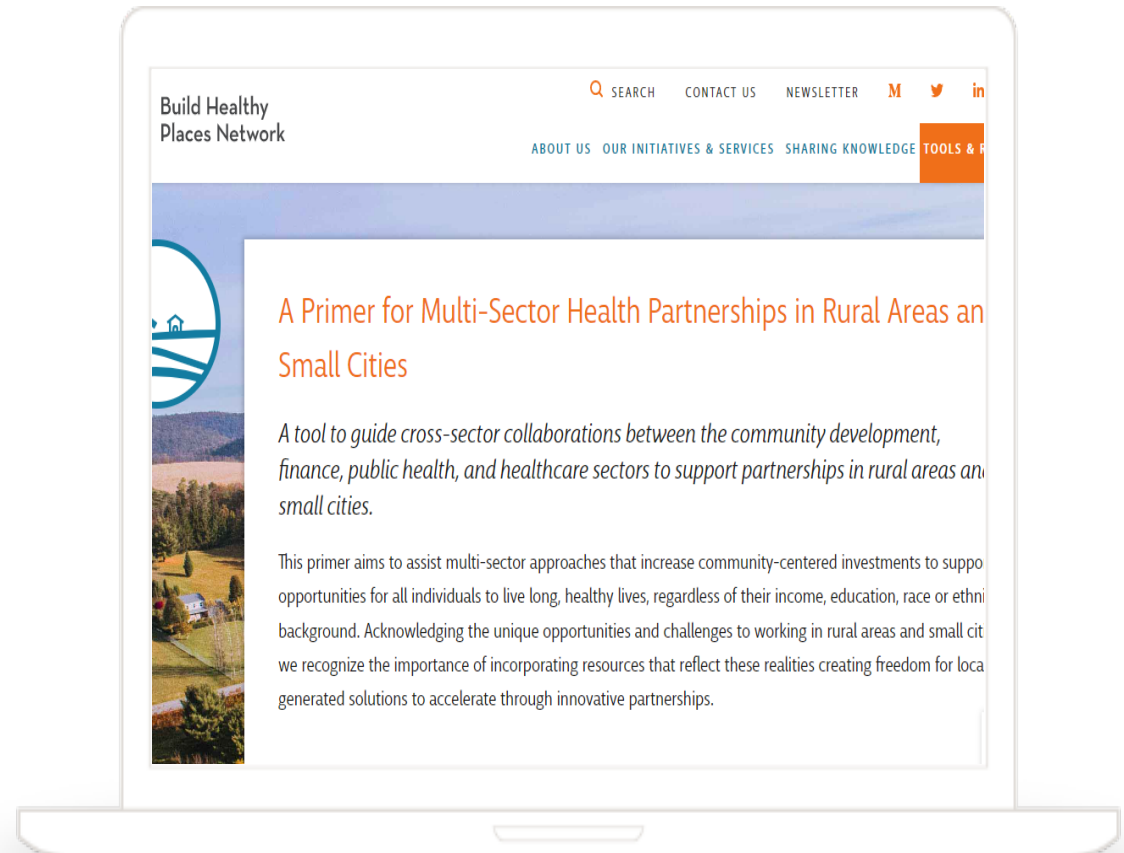 Build Healthy
Places Network
SEARCH CONTACT US NEWSLETTER M in
ABOUT US OUR INITIATIVES & SERVICES SHARING KNOWLEDGE TOOLS & R
A Primer for Multi-Sector Health Partnerships in Rural Areas an
Small Cities
A tool to guide cross-sector collaborations between the community development,
finance, public health, and healthcare sectors to support partnerships in rural areas an
small cities.
This primer aims to assist multi-sector approaches that increase community-centered investments to suppo
opportunities for all individuals to live long, healthy lives, regardless of their income, education, race or ethni
background. Acknowledging the unique opportunities and challenges to working in rural areas and small cit
we recognize the importance of incorporating resources that reflect these realities creating freedom for loca
generated solutions to accelerate through innovative partnerships.